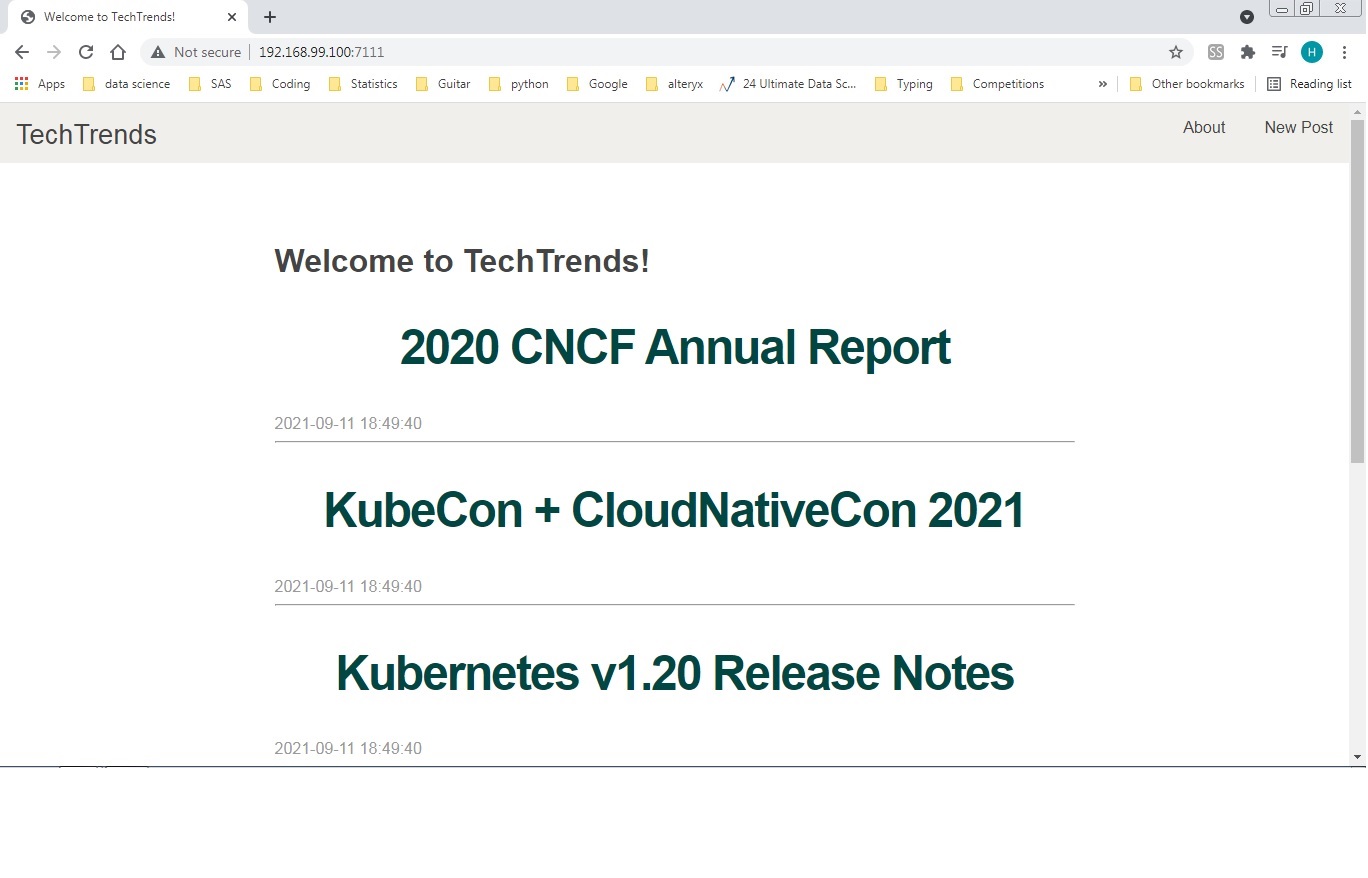 Welcome to TechTrends!
Not secure 192.168.99.100:7111
SS
H
Apps data science SAS Coding Statistics Guitar python Google alteryx 24 Ultimate Data Sc... Typing Competitions » Other bookmarks Reading list
TechTrends About New Post
Welcome to TechTrends!
2020 CNCF Annual Report
2021-09-11 18:49:40
KubeCon + CloudNativeCon 2021
2021-09-11 18:49:40
Kubernetes v1.20 Release Notes
2021-09-11 18:49:40